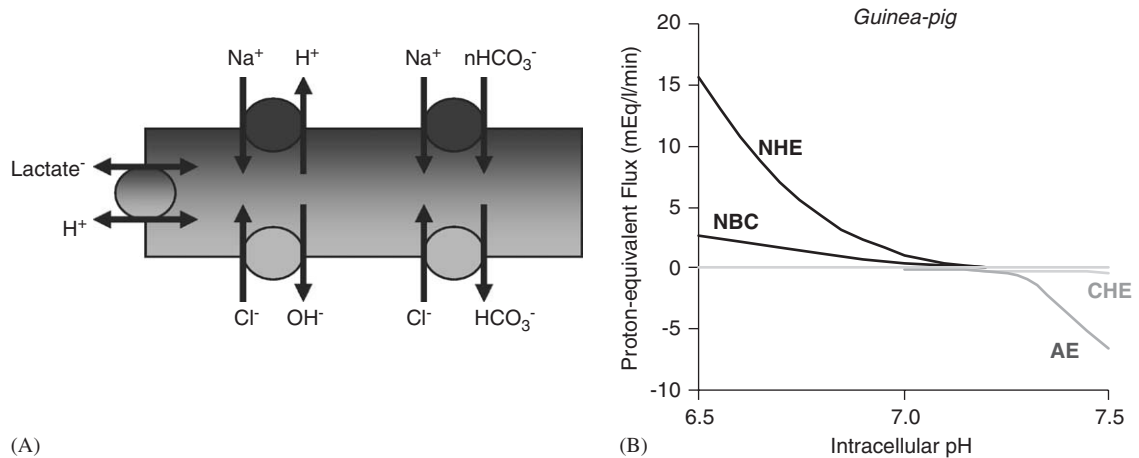 Na⁺ H⁺ Na⁺ nHCO₃⁻
Lactate⁻
H⁺
Cl⁻ OH⁻ Cl⁻ HCO₃⁻
(A)
Guinea-pig
Proton-equivalent Flux (mEq/l/min)
20
15
10
5
0
-5
-10
NHE
NBC
CHE
AE
6.5 7.0 7.5
Intracellular pH
(B)